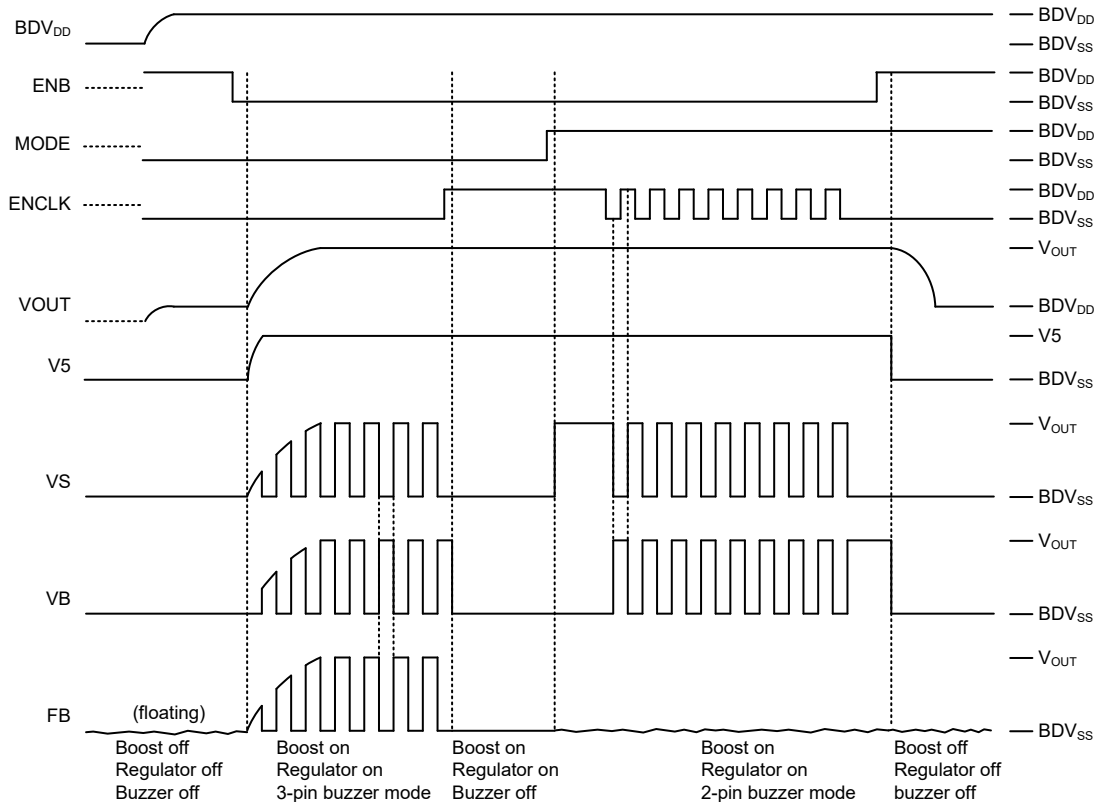 BDVDD
BDVDD
BDVSS
ENB
BDVDD
BDVSS
MODE
BDVDD
BDVSS
ENCLK
BDVDD
BDVSS
VOUT
VOUT
BDVDD
V5
V5
BDVSS
VS
VOUT
BDVSS
VB
VOUT
BDVSS
FB
(floating)
VOUT
BDVSS
Boost off
Regulator off
Buzzer off
Boost on
Regulator on
3-pin buzzer mode
Boost on
Regulator on
Buzzer off
Boost on
Regulator on
2-pin buzzer mode
Boost off
Regulator off
buzzer off